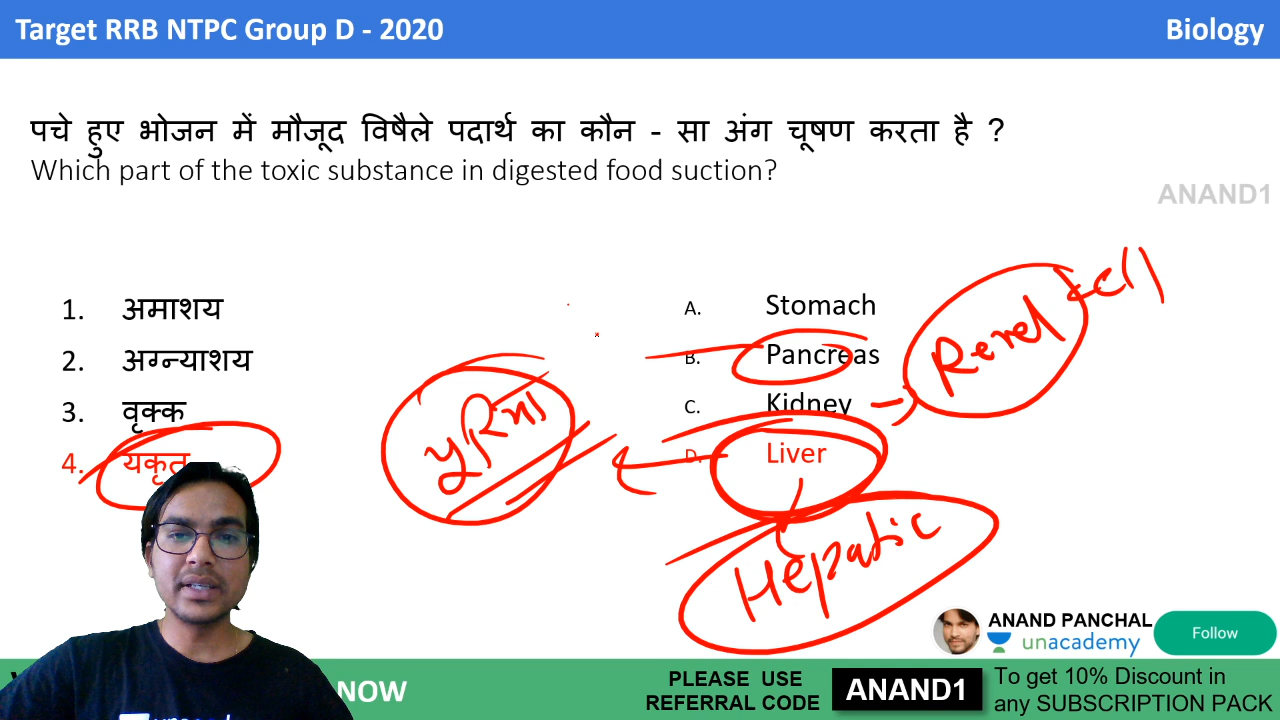 Target RRB NTPC Group D - 2020
Biology
पचे हुए भोजन में मौजूद विषैले पदार्थ का कौन - सा अंग चूषण करता है ?
Which part of the toxic substance in digested food suction?
ANAND1
1. अमाशय
2. अग्न्याशय
3. वृक्क
4. यकृत
A. Stomach
B. Pancreas
C. Kidney
D. Liver
Renel
cell
यूरिया
Hepatic
ANAND PANCHAL
unacademy
Follow
NOW
PLEASE USE
REFERRAL CODE
ANAND1
To get 10% Discount in
any SUBSCRIPTION PACK